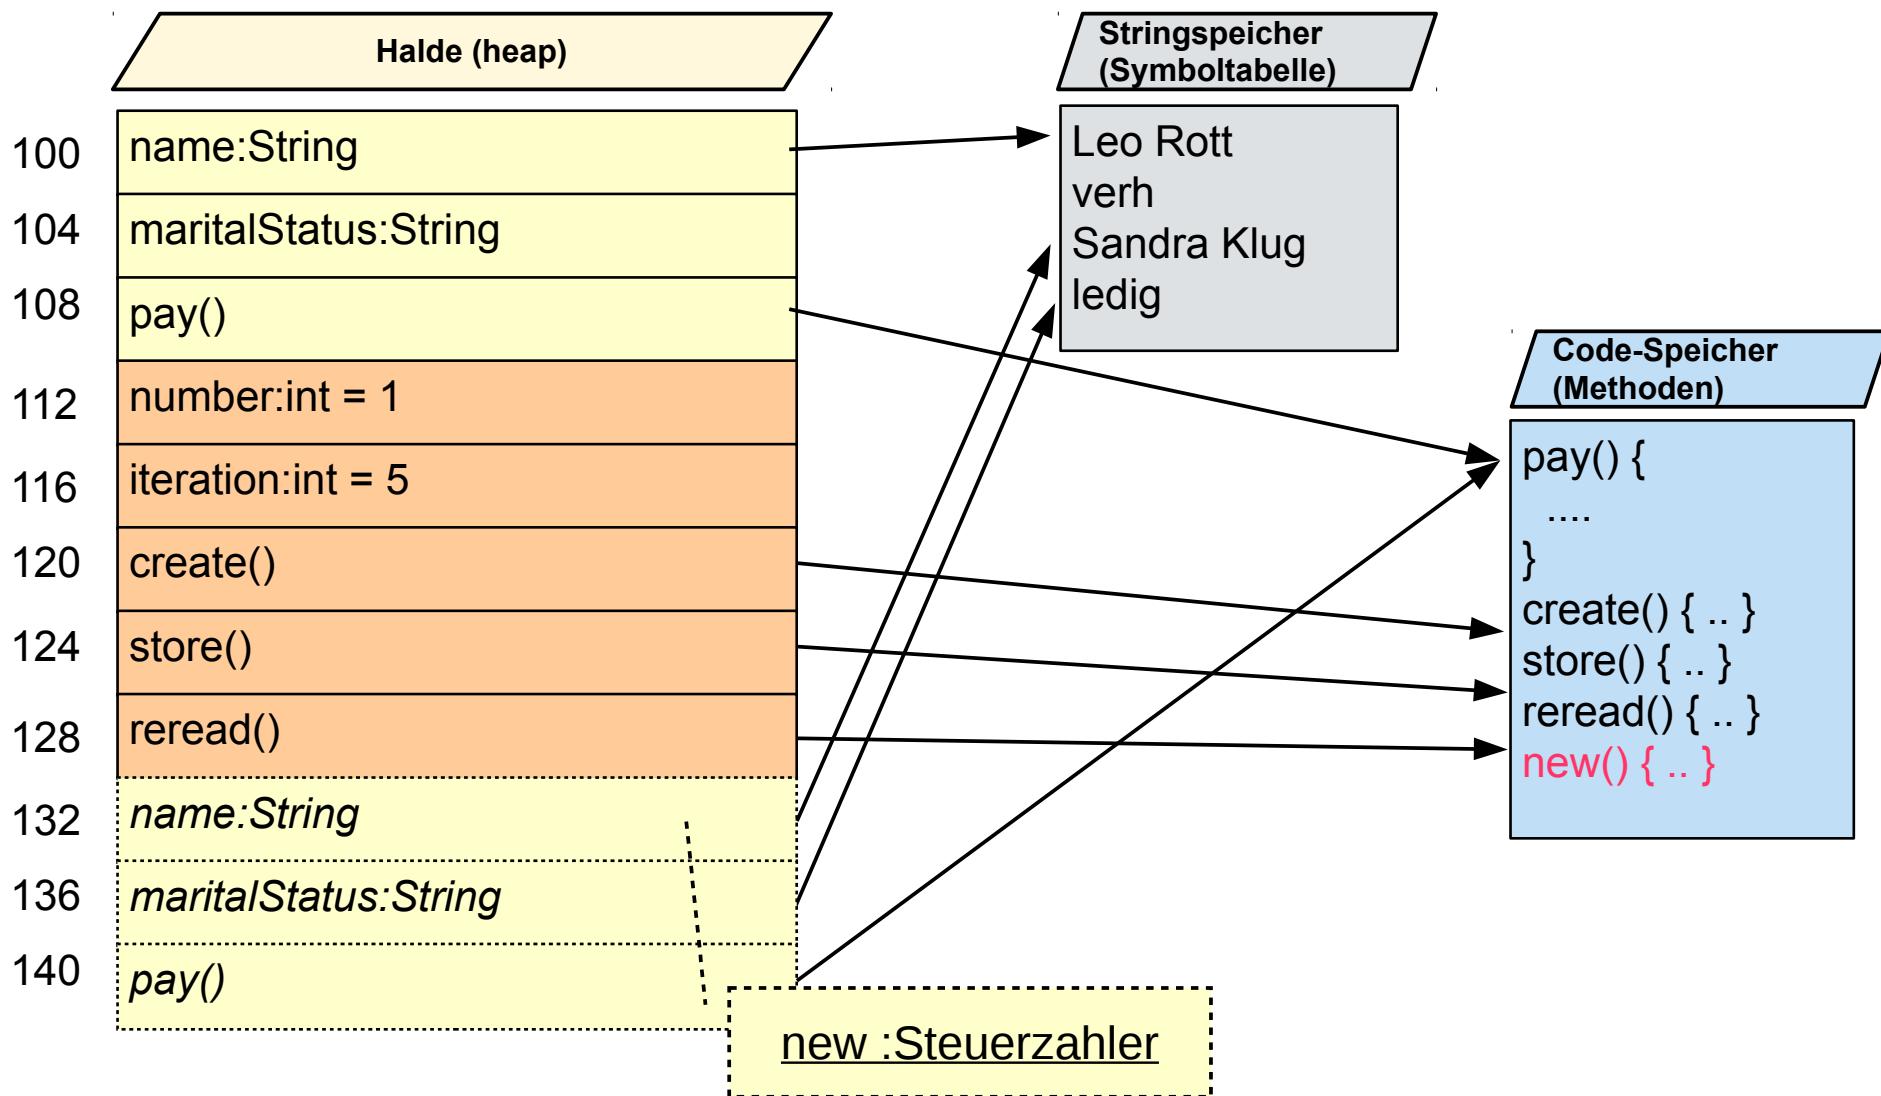 Halde (heap)
Stringspeicher
(Symboltabelle)
100
name:String
104
maritalStatus:String
108
pay()
112
number:int = 1
116
iteration:int = 5
120
create()
124
store()
128
reread()
132
name:String
136
maritalStatus:String
140
pay()
new :Steuerzahler
Leo Rott
verh
Sandra Klug
ledig
Code-Speicher
(Methoden)
pay() {
....
}
create() { .. }
store() { .. }
reread() { .. }
new() { .. }